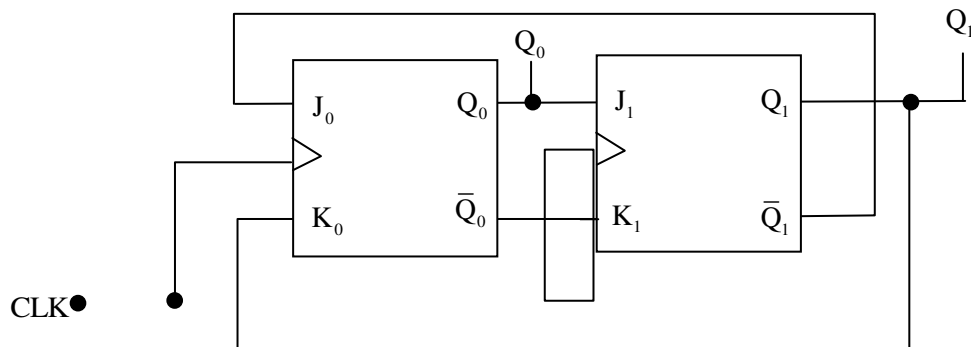 Q₀ Q₁
J₀ Q₀ J₁ Q₁
K₀ Q̅₀ K₁ Q̅₁
CLK